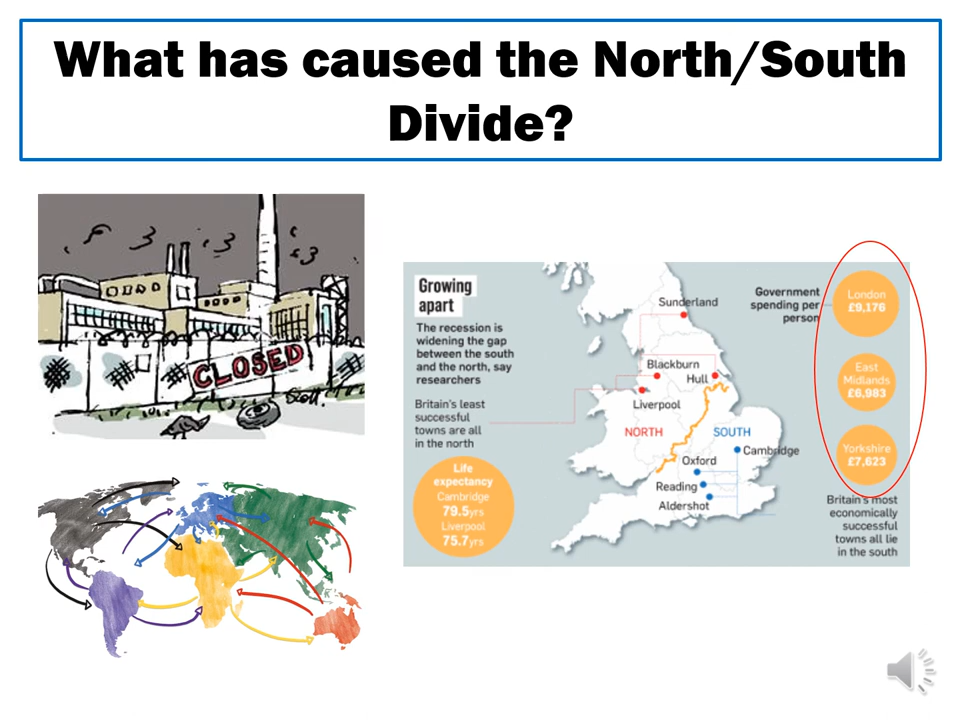 What has caused the North/South
Divide?
CLOSED
Scott.
Growing
apart
The recession is
widening the gap
between the south
and the north, say
researchers
Britain's least
successful
towns are all
in the north
Life
expectancy
Cambridge
79.5yrs
Liverpool
75.7yrs
Sunderland
Blackburn
Hull
Liverpool
NORTH
SOUTH
Cambridge
Oxford
Reading
Aldershot
Government
spending per
person
London
£9,176
East
Midlands
£6,983
Yorkshire
£7,623
Britain's most
economically
successful
towns all lie
in the south